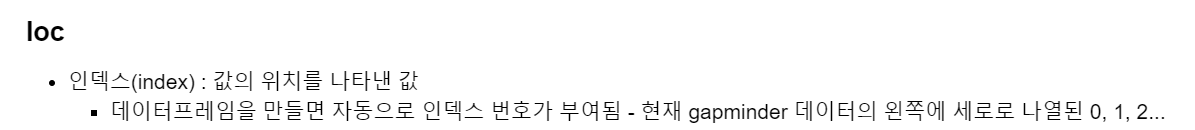 loc
인덱스(index) : 값의 위치를 나타낸 값
데이터프레임을 만들면 자동으로 인덱스 번호가 부여됨 - 현재 gapminder 데이터의 왼쪽에 세로로 나열된 0, 1, 2...